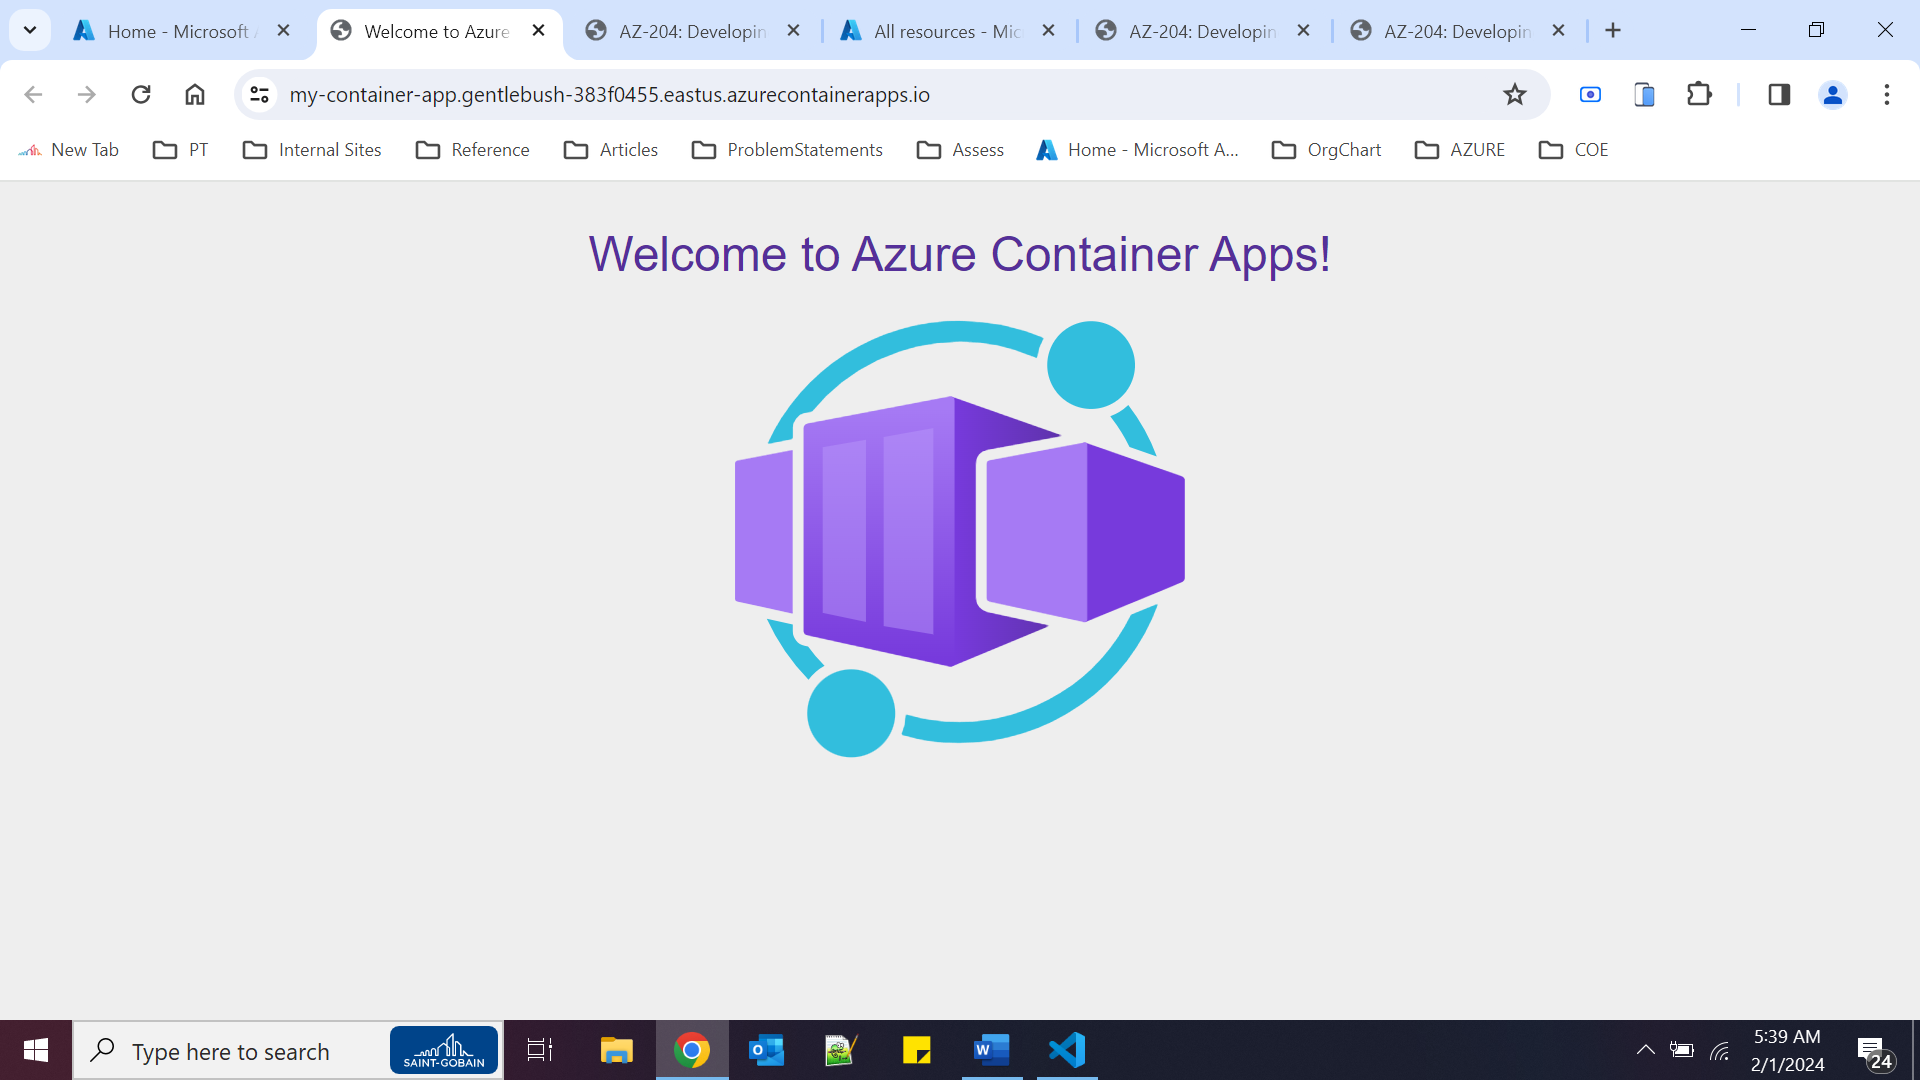 Home - Microsoft A
Welcome to Azure
AZ-204: Developin
All resources - Mic
AZ-204: Developin
AZ-204: Developin
my-container-app.gentlebush-383f0455.eastus.azurecontainerapps.io
New Tab
PT
Internal Sites
Reference
Articles
ProblemStatements
Assess
Home - Microsoft A...
OrgChart
AZURE
COE
Welcome to Azure Container Apps!
Type here to search
SAINT-GOBAIN
5:39 AM
2/1/2024
24